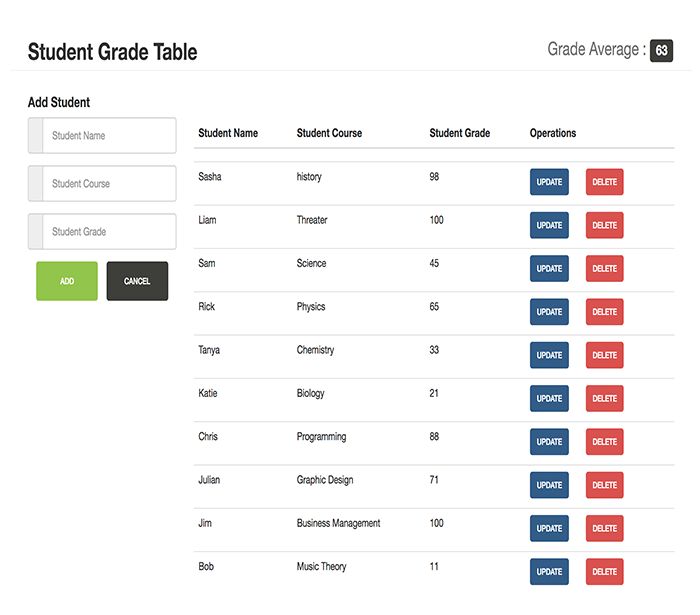 Student Grade Table
Grade Average : 63
Add Student
Student Name
Student Course
Student Grade
ADD CANCEL
Student Name Student Course Student Grade Operations
Sasha history 98 UPDATE DELETE
Liam Threater 100 UPDATE DELETE
Sam Science 45 UPDATE DELETE
Rick Physics 65 UPDATE DELETE
Tanya Chemistry 33 UPDATE DELETE
Katie Biology 21 UPDATE DELETE
Chris Programming 88 UPDATE DELETE
Julian Graphic Design 71 UPDATE DELETE
Jim Business Management 100 UPDATE DELETE
Bob Music Theory 11 UPDATE DELETE